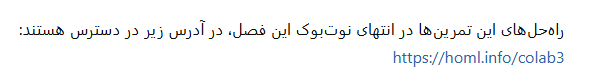 راه‌حل‌های این تمرین‌ها در انتهای نوت‌بوک این فصل، در آدرس زیر در دسترس هستند:
https://homl.info/colab3